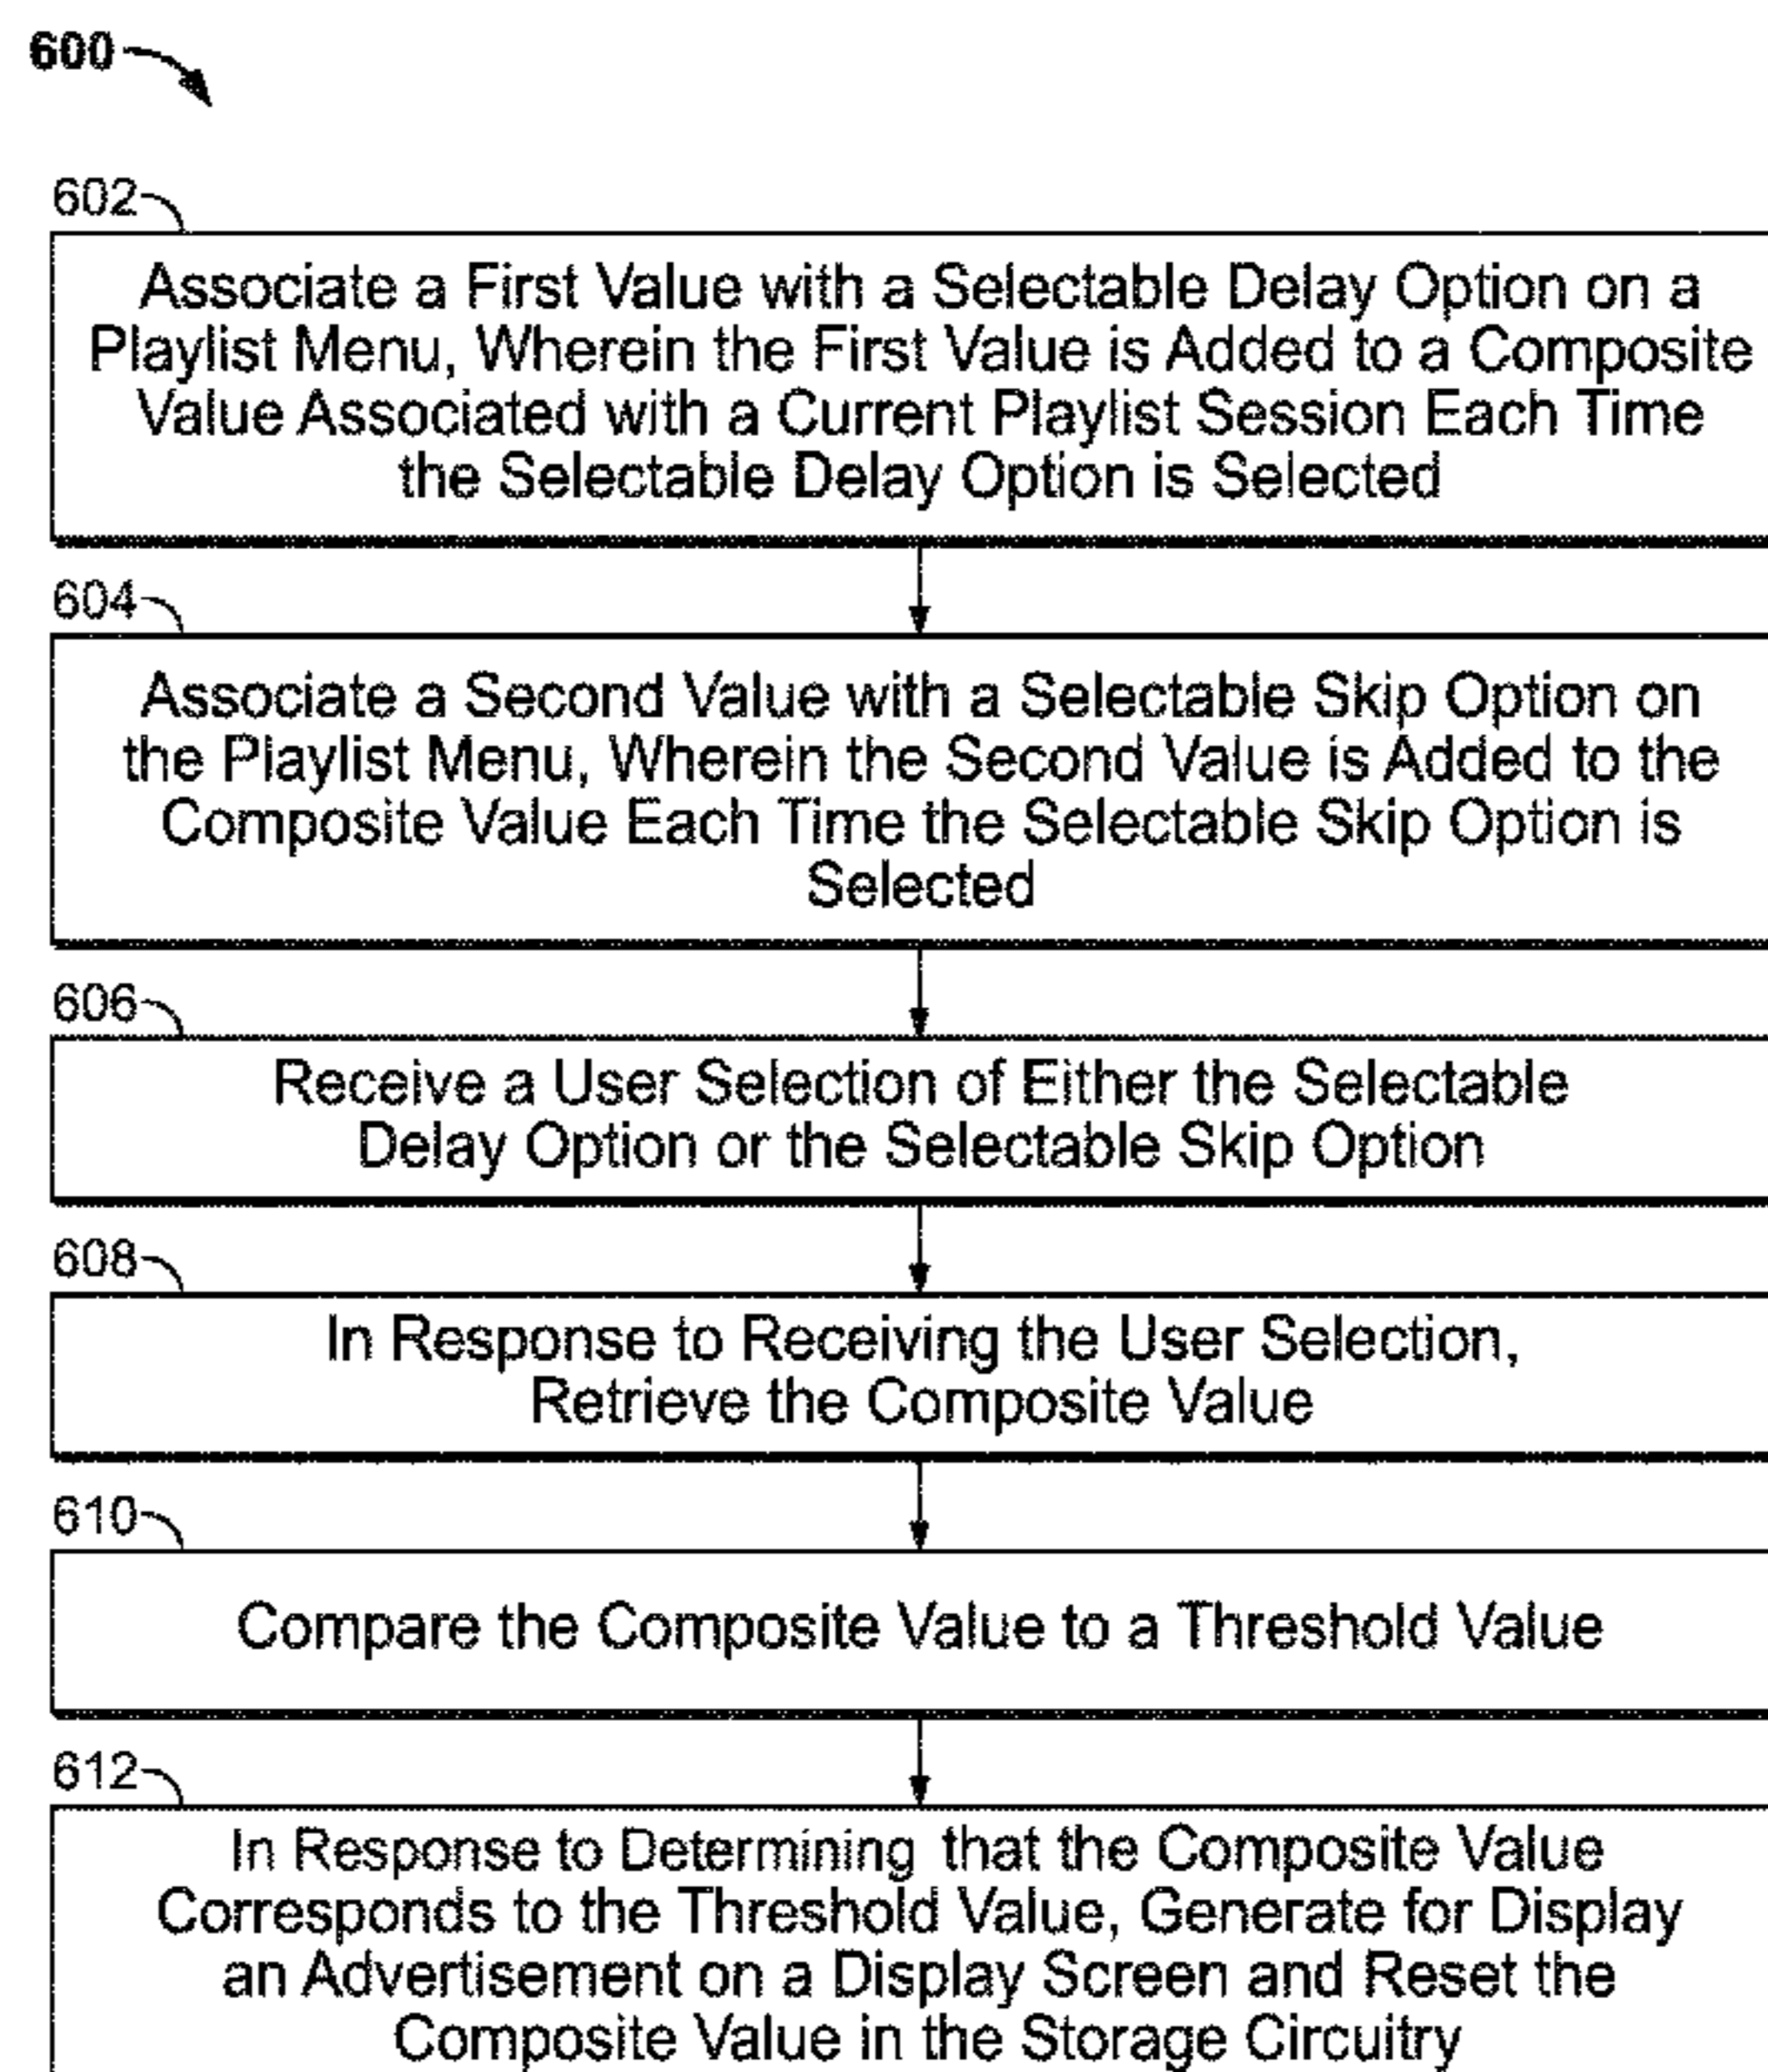 600
602
Associate a First Value with a Selectable Delay Option on a
Playlist Menu, Wherein the First Value is Added to a Composite
Value Associated with a Current Playlist Session Each Time
the Selectable Delay Option is Selected
604
Associate a Second Value with a Selectable Skip Option on
the Playlist Menu, Wherein the Second Value is Added to the
Composite Value Each Time the Selectable Skip Option is
Selected
606
Receive a User Selection of Either the Selectable
Delay Option or the Selectable Skip Option
608
In Response to Receiving the User Selection,
Retrieve the Composite Value
610
Compare the Composite Value to a Threshold Value
612
In Response to Determining that the Composite Value
Corresponds to the Threshold Value, Generate for Display
an Advertisement on a Display Screen and Reset the
Composite Value in the Storage Circuitry